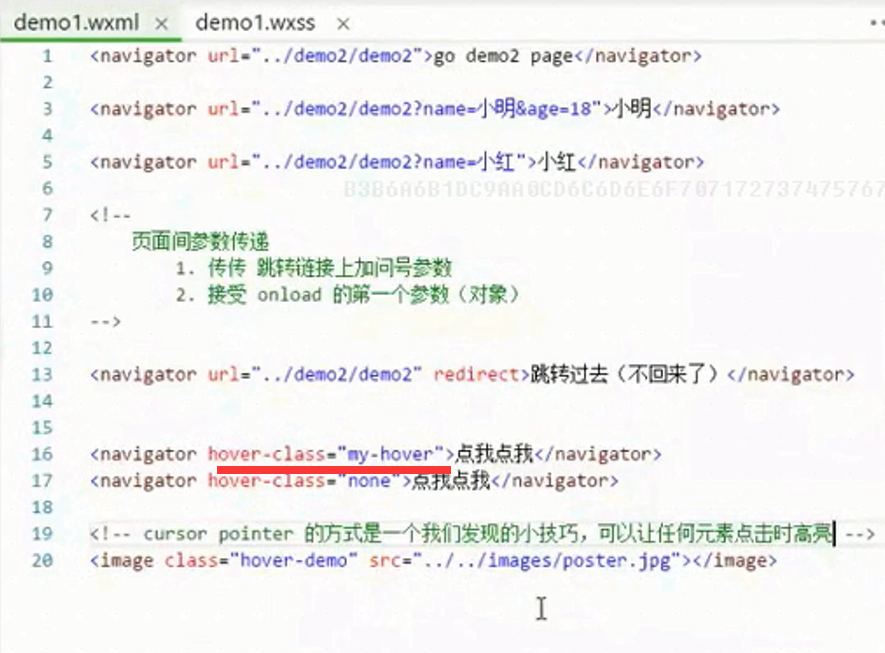 demo1.wxml × demo1.wxss ×
1 <navigator url="../demo2/demo2">go demo2 page</navigator>
2
3 <navigator url="../demo2/demo2?name=小明&age=18">小明</navigator>
4
5 <navigator url="../demo2/demo2?name=小红">小红</navigator>
6
B3B6A6B1DC9AA0CD6C6D6E6F707172737475767
7 <!--
8 页面间参数传递
9 1. 传传 跳转链接上加问号参数
10 2. 接受 onload 的第一个参数（对象）
11 -->
12
13 <navigator url="../demo2/demo2" redirect>跳转过去（不回来了）</navigator>
14
15
16 <navigator hover-class="my-hover">点我点我</navigator>
17 <navigator hover-class="none">点我点我</navigator>
18
19 <!-- cursor pointer 的方式是一个我们发现的小技巧，可以让任何元素点击时高亮 -->
20 <image class="hover-demo" src="../../images/poster.jpg"></image>